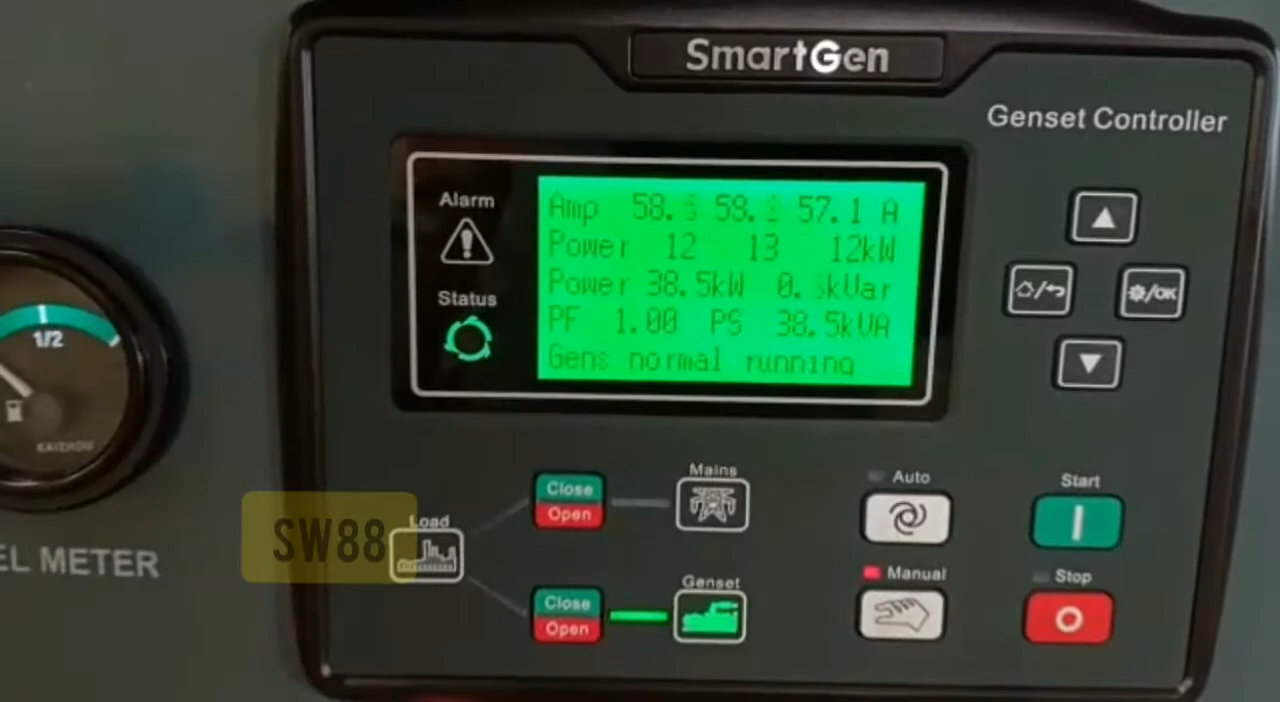 SmartGen
Genset Controller
Alarm
Status
Amp 58. 57.1 A
Power 12 13 12kW
Power 38.5kW 0. kVar
PF 1.00 PS 38.5kVA
Gens normal running
1/2
KAIZHOU
EL METER
SW88
Load
Close
Open
Mains
Close
Open
Genset
Auto
Manual
Start
Stop
⌂/↩
⚙/OK